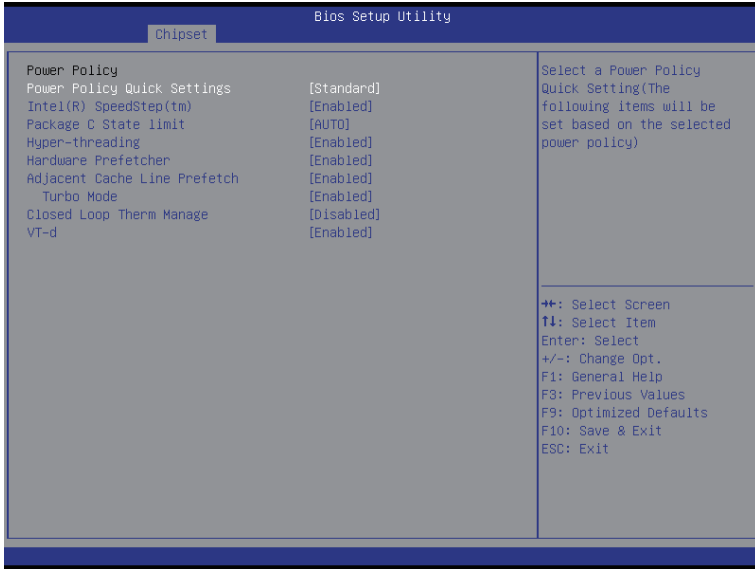 Bios Setup Utility
Chipset
Power Policy
Power Policy Quick Settings [Standard]
Intel(R) SpeedStep(tm) [Enabled]
Package C State limit [AUTO]
Hyper-threading [Enabled]
Hardware Prefetcher [Enabled]
Adjacent Cache Line Prefetch [Enabled]
Turbo Mode [Enabled]
Closed Loop Therm Manage [Disabled]
VT-d [Enabled]
Select a Power Policy
Quick Setting(The
following items will be
set based on the selected
power policy)
→←: Select Screen
↑↓: Select Item
Enter: Select
+/-: Change Opt.
F1: General Help
F3: Previous Values
F9: Optimized Defaults
F10: Save & Exit
ESC: Exit